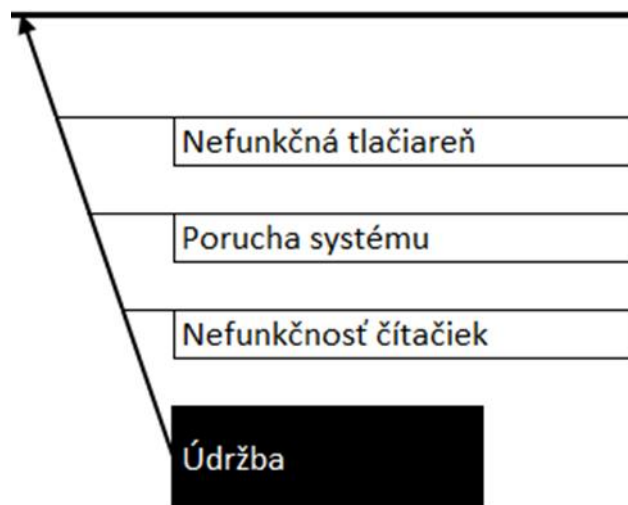 Nefunkčná tlačiareň
Porucha systému
Nefunkčnosť čítačiek
Údržba